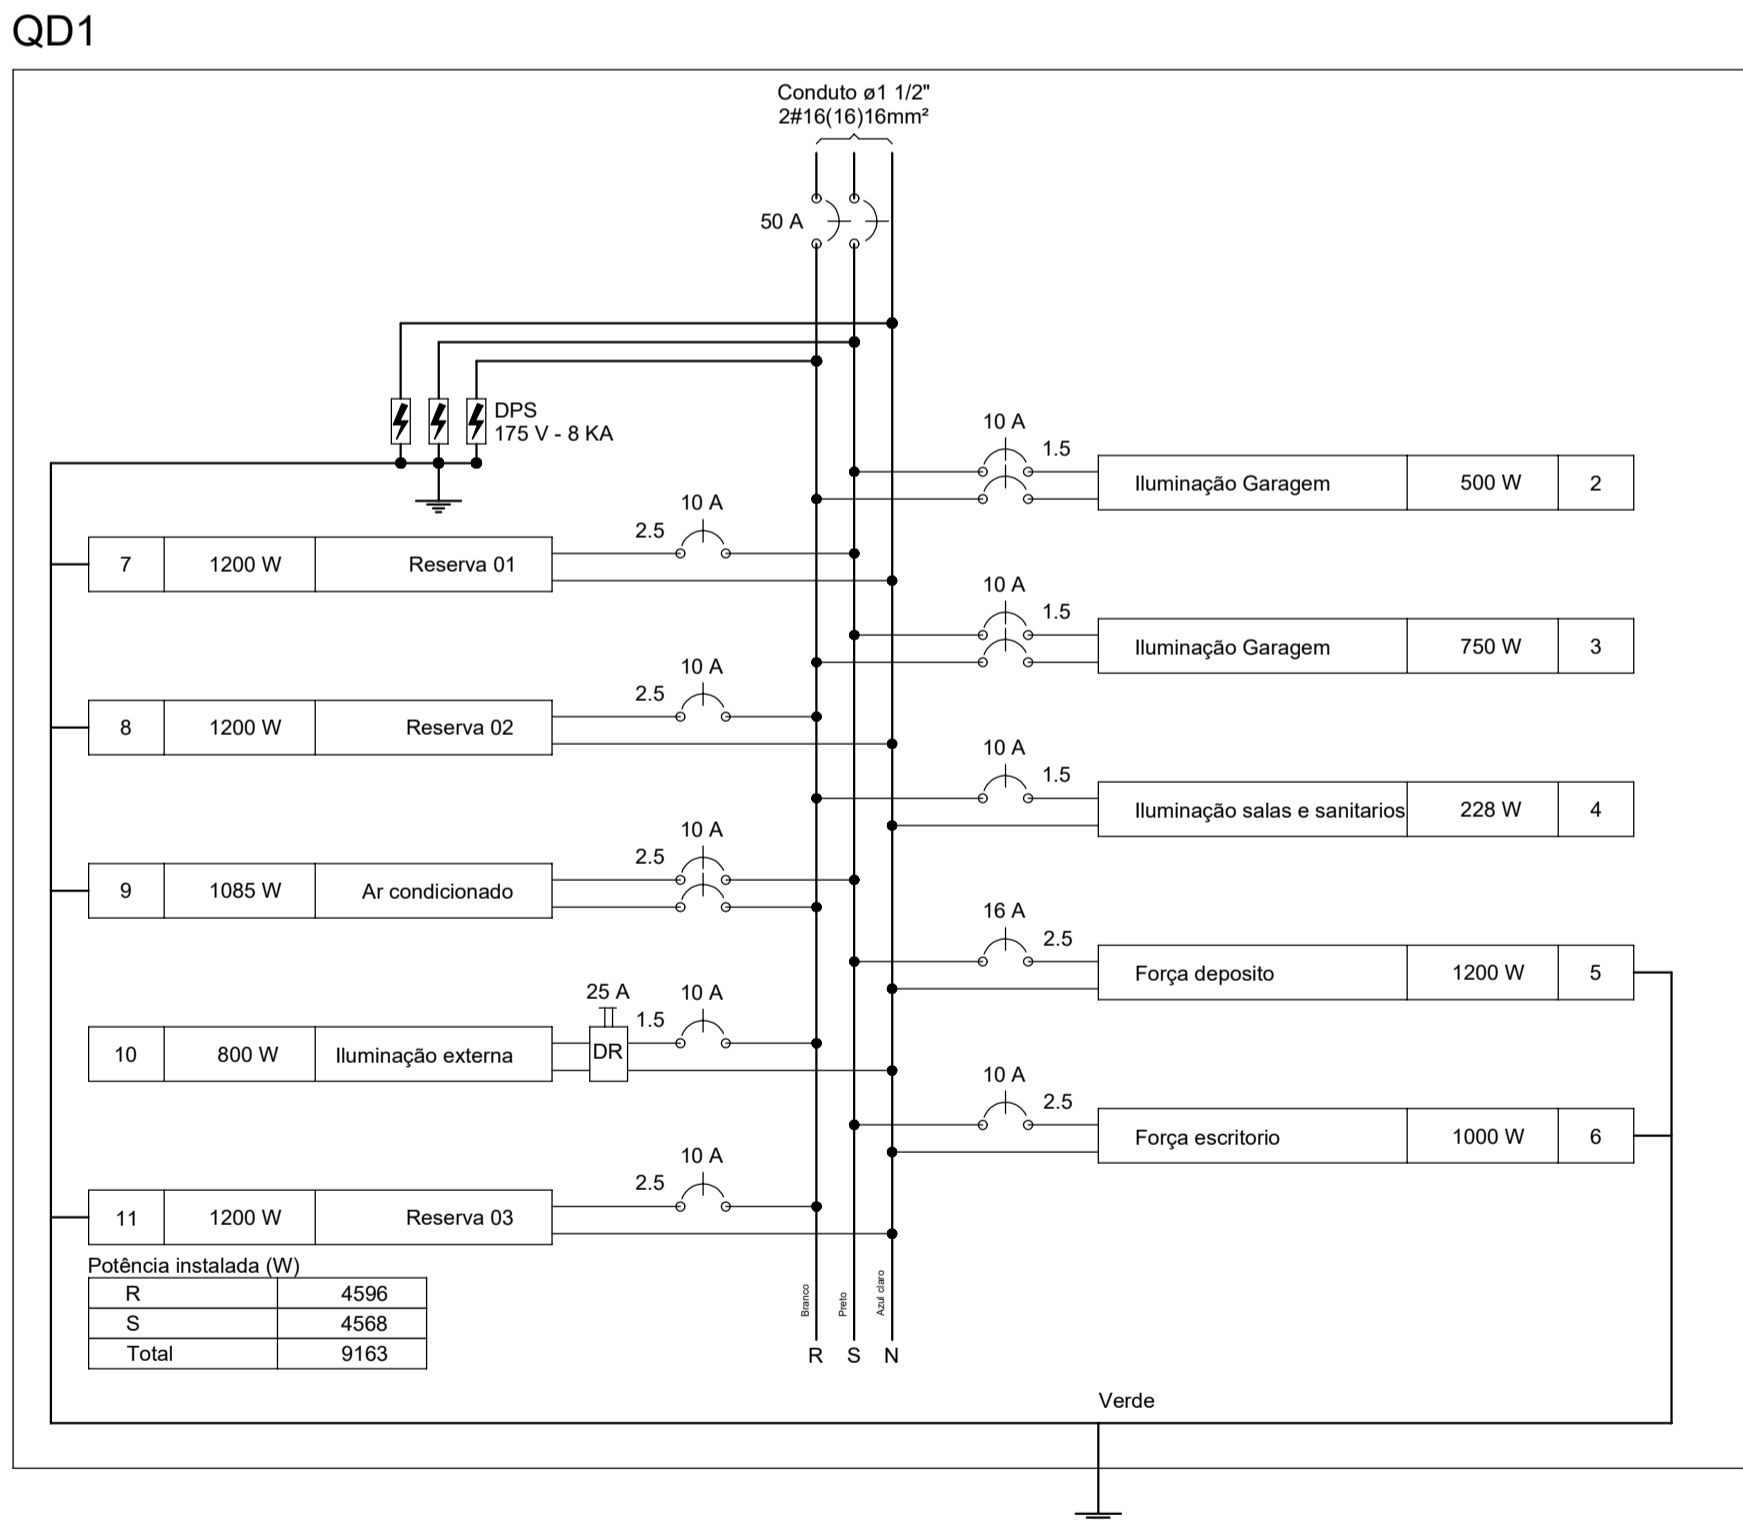 QD1
Conduto ø1 1/2"
2#16(16)16mm²
50 A
DPS
175 V - 8 KA
10 A
1.5
Iluminação Garagem 500 W 2
10 A
2.5
7 1200 W Reserva 01
10 A
1.5
Iluminação Garagem 750 W 3
10 A
2.5
8 1200 W Reserva 02
10 A
1.5
Iluminação salas e sanitarios 228 W 4
10 A
2.5
9 1085 W Ar condicionado
16 A
2.5
Força deposito 1200 W 5
25 A
10 A
1.5
DR
10 800 W Iluminação externa
10 A
2.5
Força escritorio 1000 W 6
10 A
2.5
11 1200 W Reserva 03
Potência instalada (W)
R 4596
S 4568
Total 9163
Branco
Preto
Azul claro
R S N
Verde